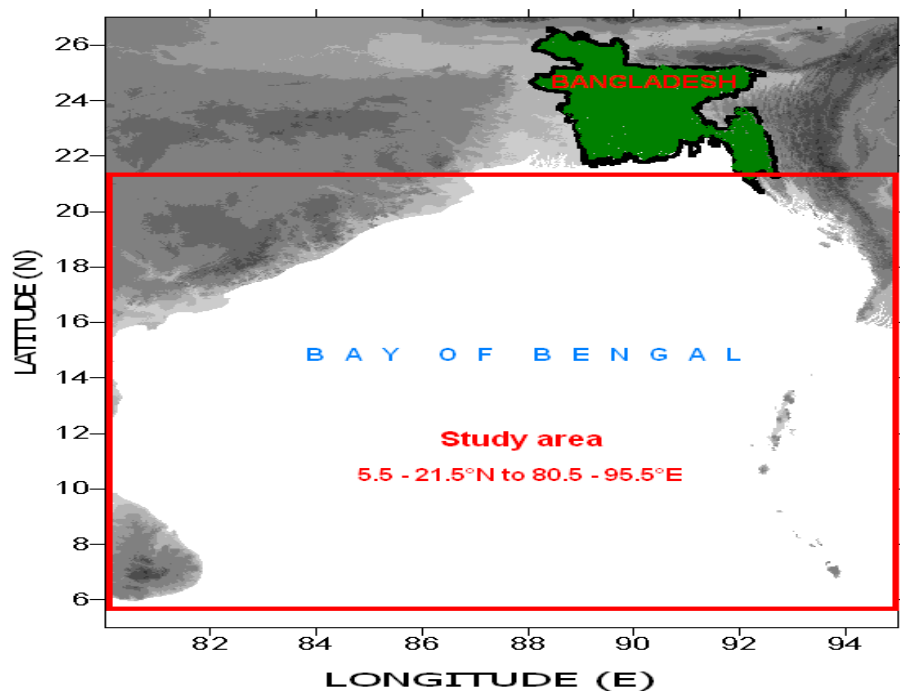 26
BANGLADESH
24
22
20
18
LATITUDE (N)
16
B A Y O F B E N G A L
14
12
Study area
5.5 - 21.5°N to 80.5 - 95.5°E
10
8
6
82 84 86 88 90 92 94
LONGITUDE (E)